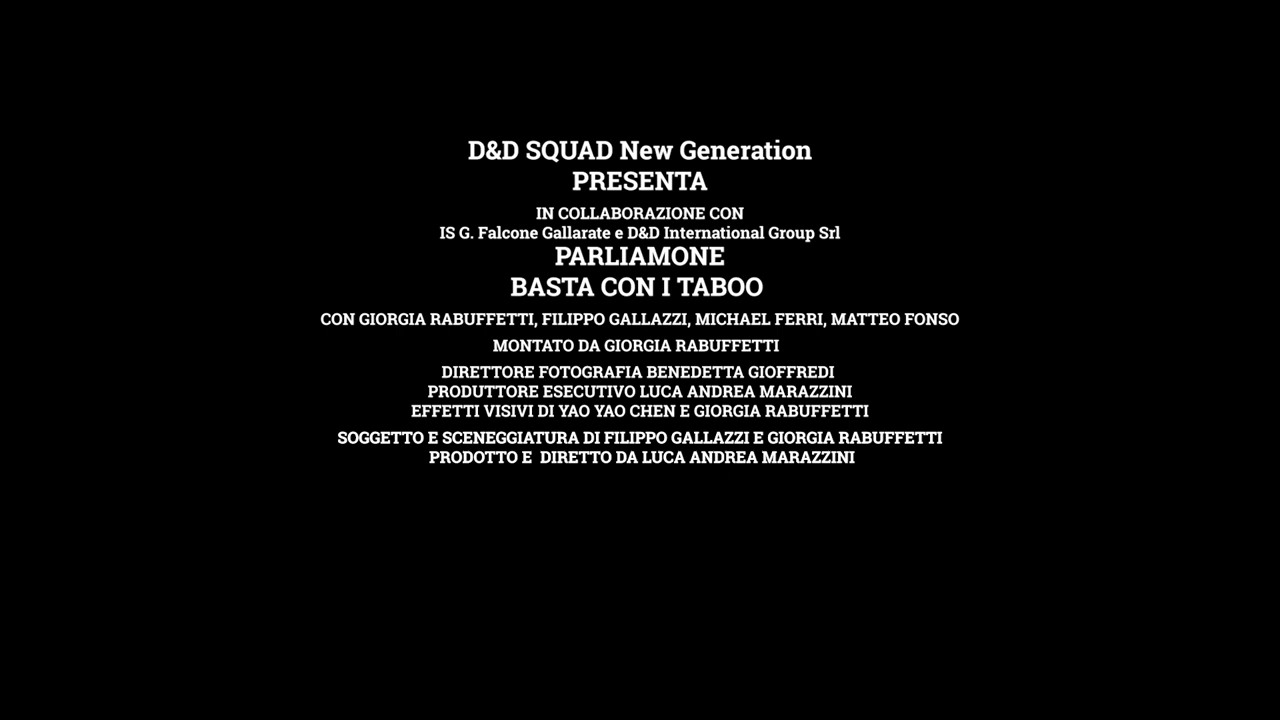 D&D SQUAD New Generation
PRESENTA
IN COLLABORAZIONE CON
IS G. Falcone Gallarate e D&D International Group Srl
PARLIAMONE
BASTA CON I TABOO
CON GIORGIA RABUFFETTI, FILIPPO GALLAZZI, MICHAEL FERRI, MATTEO FONSO
MONTATO DA GIORGIA RABUFFETTI
DIRETTORE FOTOGRAFIA BENEDETTA GIOFFREDI
PRODUTTORE ESECUTIVO LUCA ANDREA MARAZZINI
EFFETTI VISIVI DI YAO YAO CHEN E GIORGIA RABUFFETTI
SOGGETTO E SCENEGGIATURA DI FILIPPO GALLAZZI E GIORGIA RABUFFETTI
PRODOTTO E  DIRETTO DA LUCA ANDREA MARAZZINI